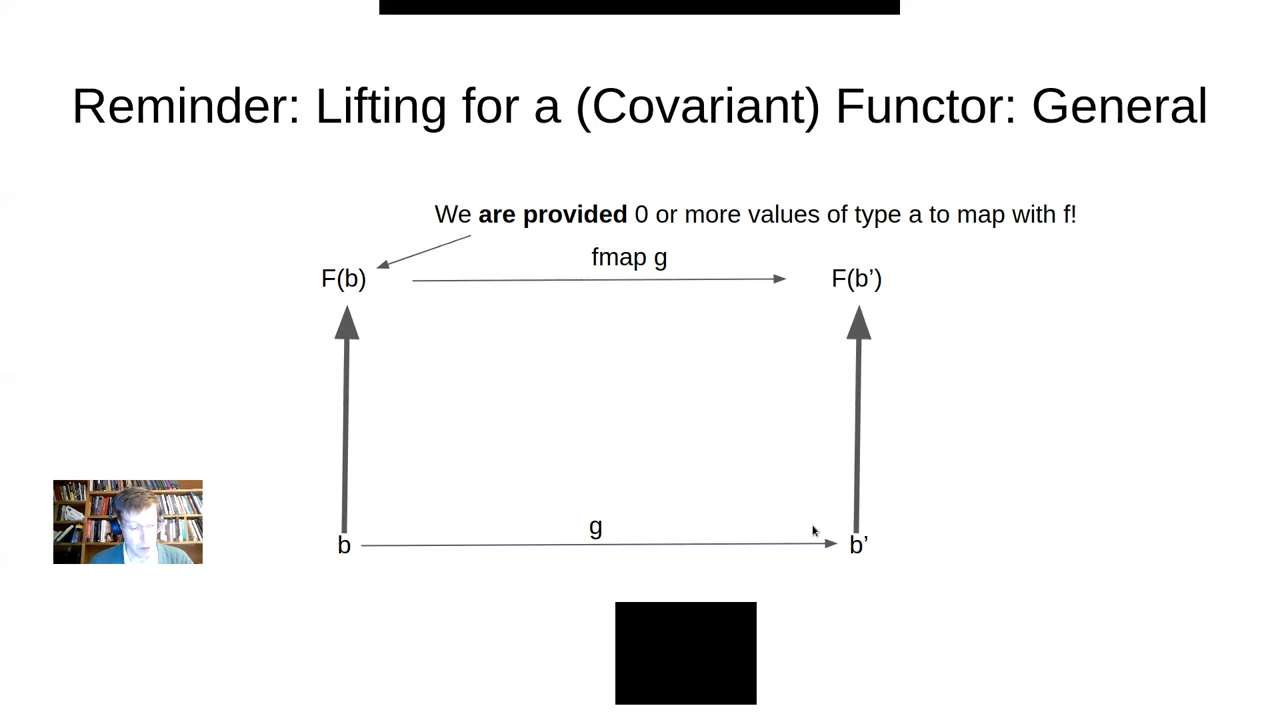 Reminder: Lifting for a (Covariant) Functor: General
We are provided 0 or more values of type a to map with f!
fmap g
F(b)
F(b’)
g
b
b’